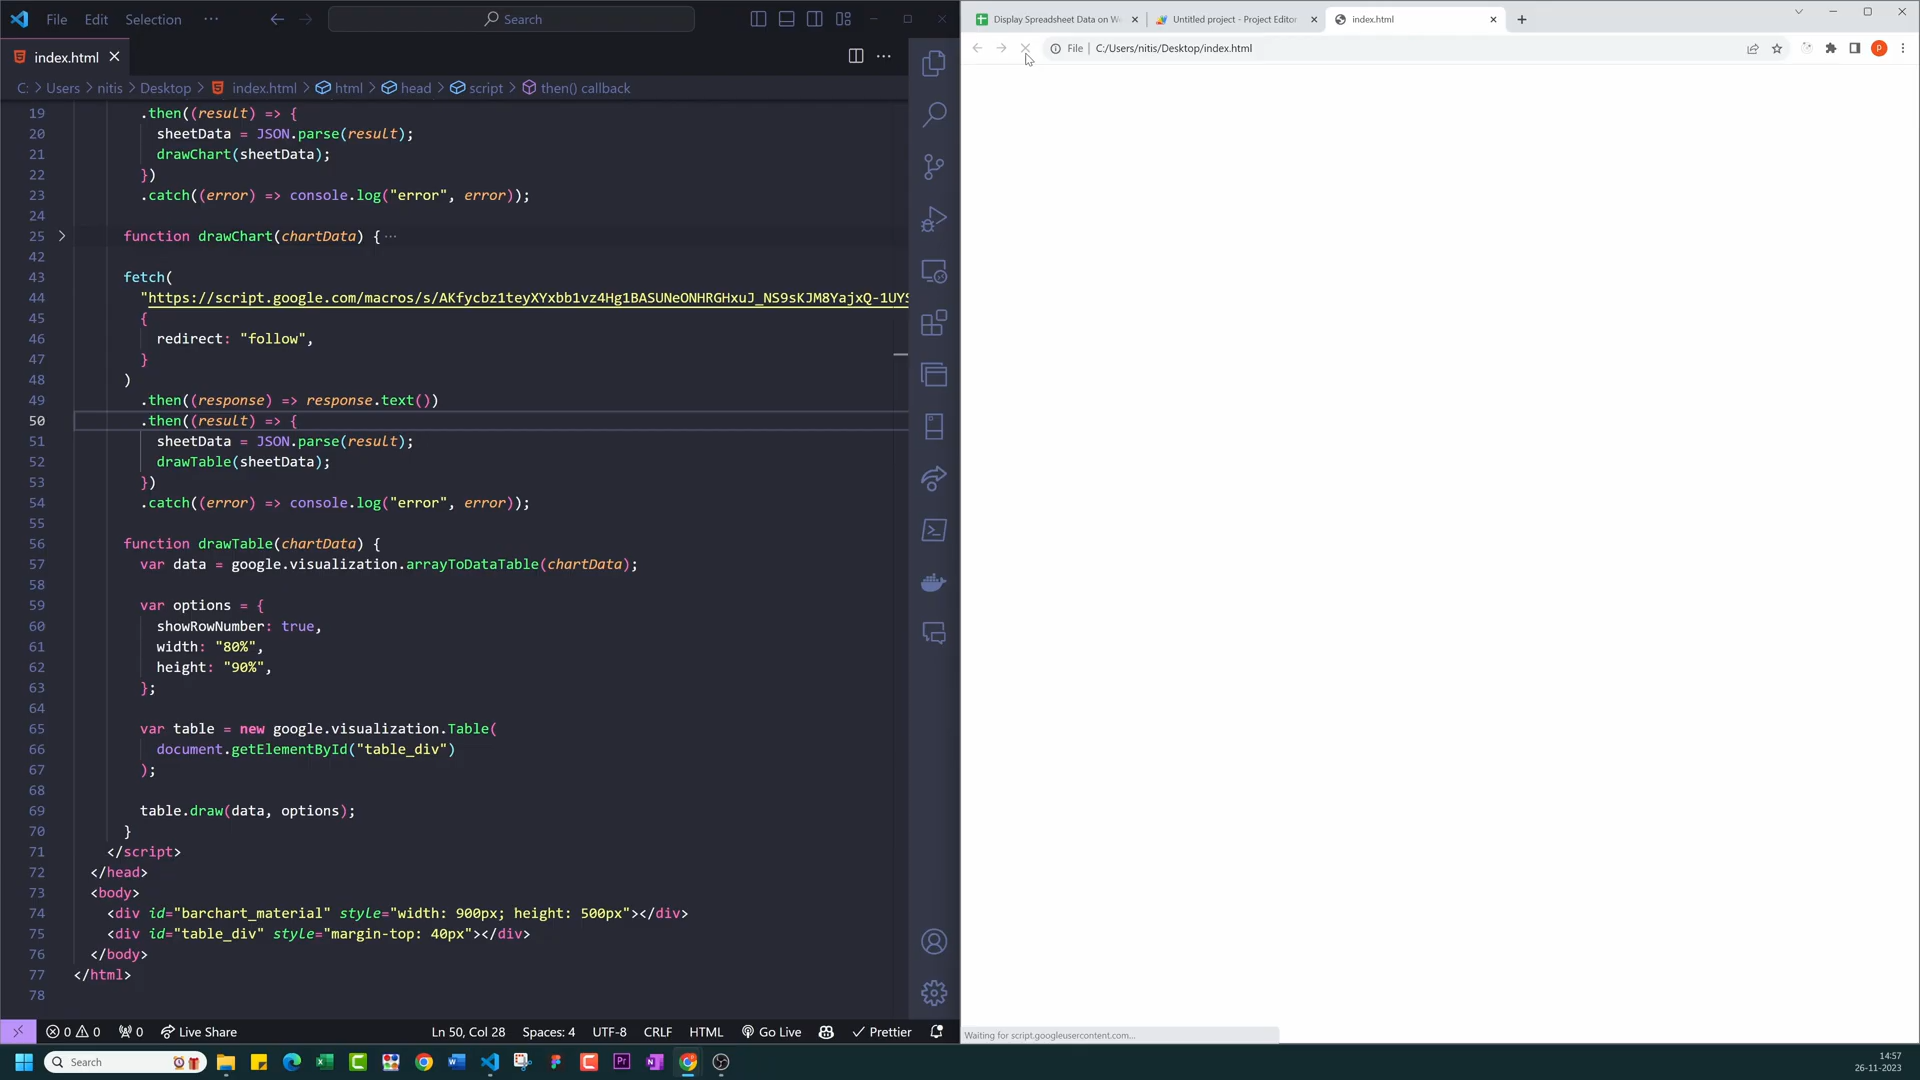 File Edit Selection ··· Search
index.html
C: > Users > nitis > Desktop > index.html > html > head > script > then() callback
19 .then((result) => {
20 sheetData = JSON.parse(result);
21 drawChart(sheetData);
22 })
23 .catch((error) => console.log("error", error));
24
25 function drawChart(chartData) { ···
42
43 fetch(
44 "https://script.google.com/macros/s/AKfycbz1teyXYxbb1vz4Hg1BASUNeONHRGHxuJ_NS9sKJM8YajxQ-1UYS
45 {
46 redirect: "follow",
47 }
48 )
49 .then((response) => response.text())
50 .then((result) => {
51 sheetData = JSON.parse(result);
52 drawTable(sheetData);
53 })
54 .catch((error) => console.log("error", error));
55
56 function drawTable(chartData) {
57 var data = google.visualization.arrayToDataTable(chartData);
58
59 var options = {
60 showRowNumber: true,
61 width: "80%",
62 height: "90%",
63 };
64
65 var table = new google.visualization.Table(
66 document.getElementById("table_div")
67 );
68
69 table.draw(data, options);
70 }
71 </script>
72 </head>
73 <body>
74 <div id="barchart_material" style="width: 900px; height: 500px"></div>
75 <div id="table_div" style="margin-top: 40px"></div>
76 </body>
77 </html>
78
0 0 0 Live Share Ln 50, Col 28 Spaces: 4 UTF-8 CRLF HTML Go Live Prettier
Display Spreadsheet Data on We Untitled project - Project Editor index.html
File C:/Users/nitis/Desktop/index.html P
Waiting for script.googleusercontent.com...
Search Pr 14:57
26-11-2023